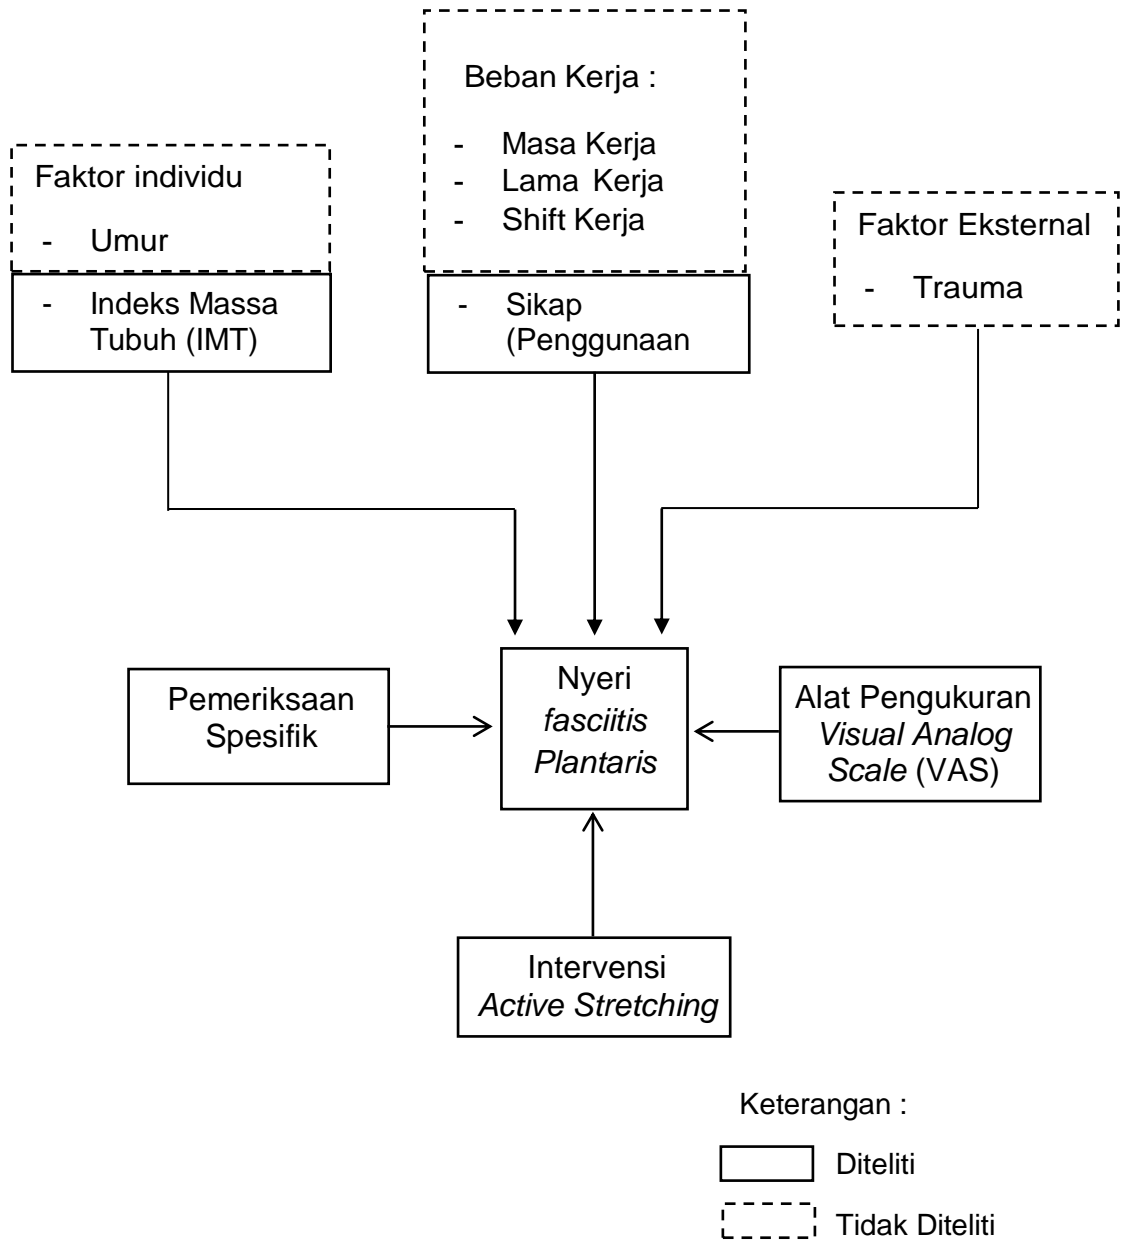 Beban Kerja :
- Masa Kerja
- Lama Kerja
- Shift Kerja
- Sikap
(Penggunaan
Faktor individu
- Umur
- Indeks Massa
Tubuh (IMT)
Faktor Eksternal
- Trauma
Pemeriksaan
Spesifik
Nyeri
fasciitis
Plantaris
Alat Pengukuran
Visual Analog
Scale (VAS)
Intervensi
Active Stretching
Keterangan :
Diteliti
Tidak Diteliti